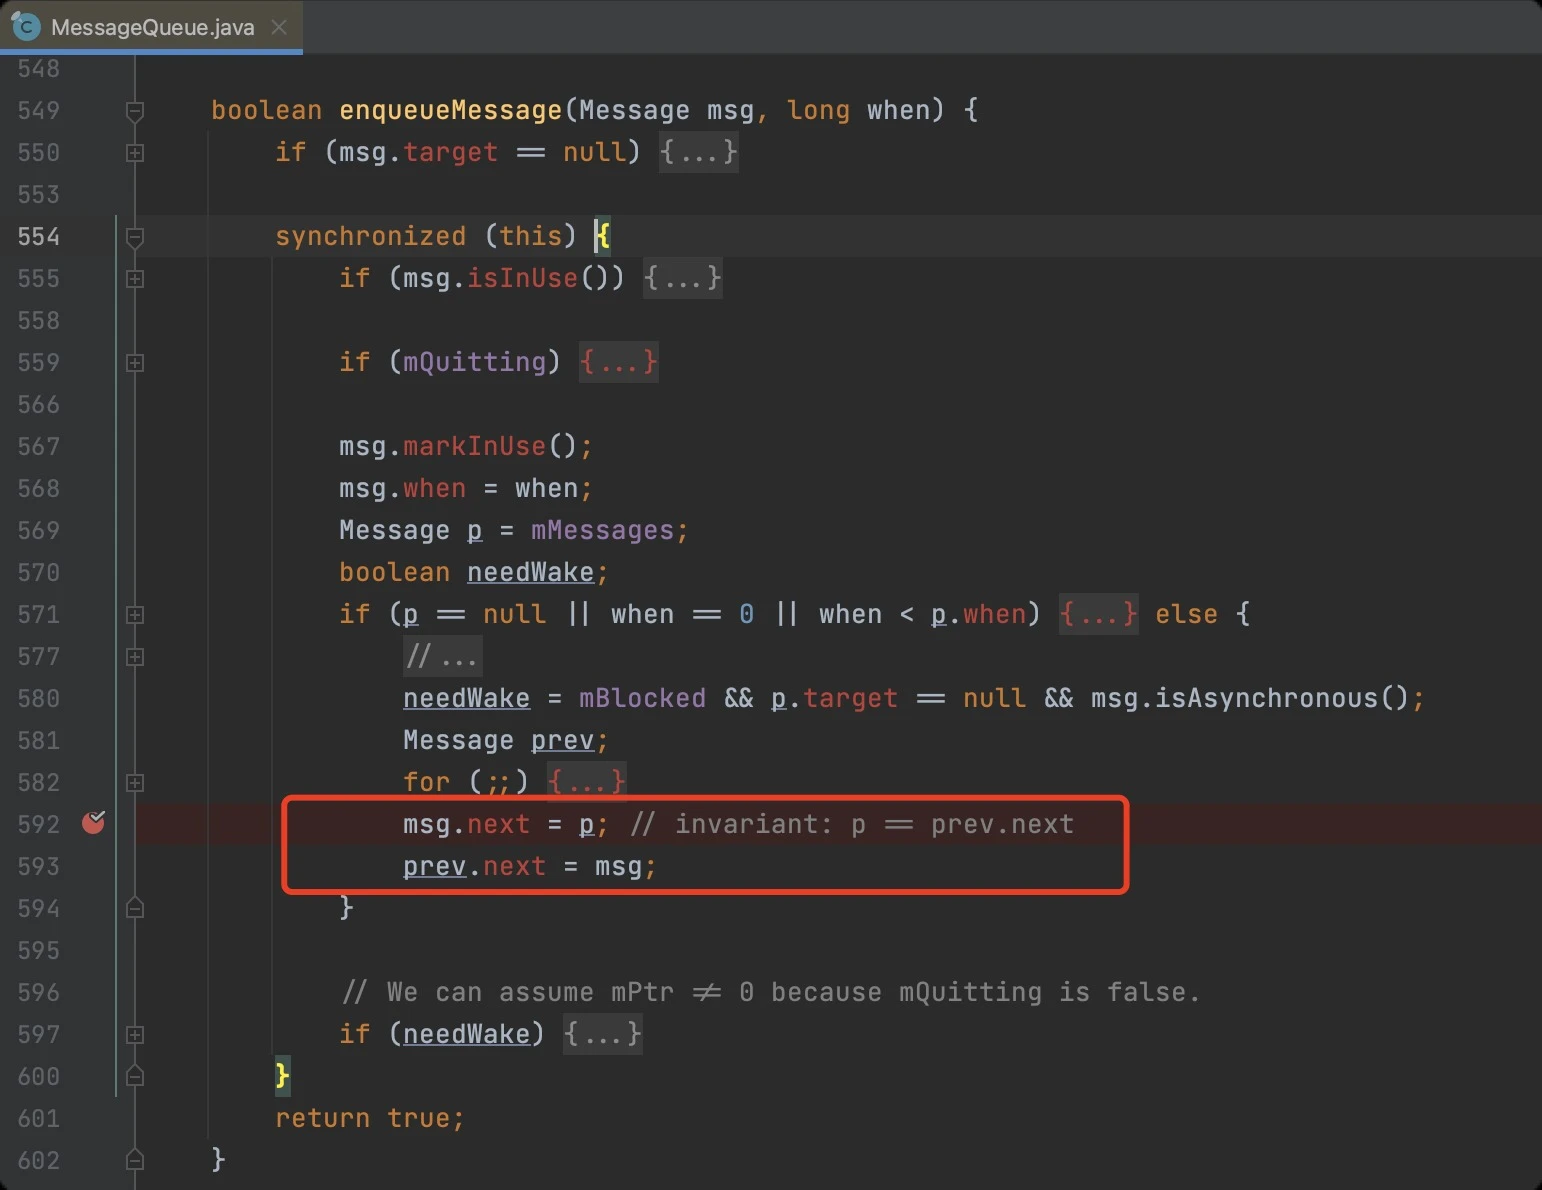 MessageQueue.java
548
549 boolean enqueueMessage(Message msg, long when) {
550 if (msg.target == null) {...}
553
554 synchronized (this) {
555 if (msg.isInUse()) {...}
558
559 if (mQuitting) {...}
566
567 msg.markInUse();
568 msg.when = when;
569 Message p = mMessages;
570 boolean needWake;
571 if (p == null || when == 0 || when < p.when) {...} else {
577 //...
580 needWake = mBlocked && p.target == null && msg.isAsynchronous();
581 Message prev;
582 for (;;) {...}
592 msg.next = p; // invariant: p == prev.next
593 prev.next = msg;
594 }
595
596 // We can assume mPtr != 0 because mQuitting is false.
597 if (needWake) {...}
600 }
601 return true;
602 }